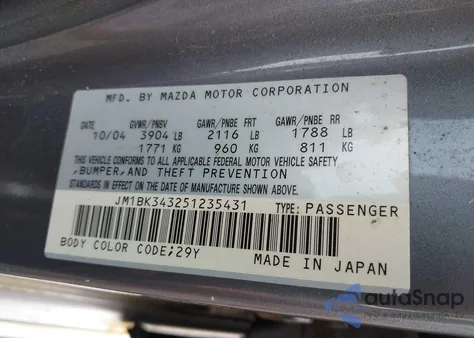 MFD. BY MAZDA MOTOR CORPORATION
GVWR/PNBV GAWR/PNBE FR GAWR/PNBE RR
10/04 3904 LB 2116 LB 1788 LB
1771 KG 960 KG 811 KG
THIS VEHICLE CONFORMS TO ALL APPLICABLE FEDERAL MOTOR VEHICLE SAFETY
,BUMPER,AND THEFT PREVENTION
STANDARDS IN EFFECT ON THE DATE OF MANUFACTURE SHOWN ABOVE.
JM1BK343251235431 TYPE: PASSENGER
BODY COLOR CODE;29Y MADE IN JAPAN
autoSnap